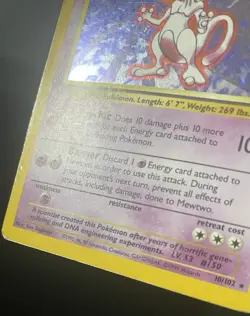 Pokémon. Length: 6' 7", Weight: 269 lbs.
Does 10 damage plus 10 more
each Energy card attached to
Pokémon.
10
Discard 1 Energy card attached to
in order to use this attack. During
opponent's next turn, prevent all effects of
attacks, including damage, done to Mewtwo.
weakness
resistance
retreat cost
A scientist created this Pokémon after years of horrific gene-
splicing and DNA engineering experiments. LV. 53 #150
10/102 ★